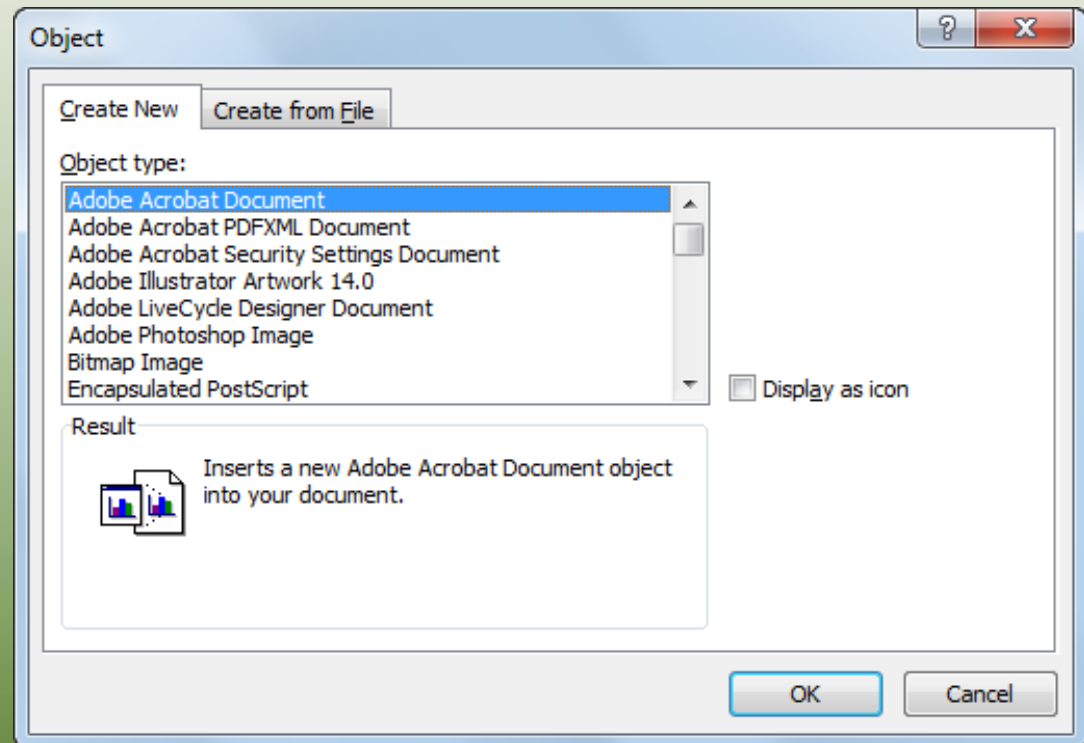 Object
Create New
Create from File
Object type:
Adobe Acrobat Document
Adobe Acrobat PDFXML Document
Adobe Acrobat Security Settings Document
Adobe Illustrator Artwork 14.0
Adobe LiveCycle Designer Document
Adobe Photoshop Image
Bitmap Image
Encapsulated PostScript
Display as icon
Result
Inserts a new Adobe Acrobat Document object
into your document.
OK
Cancel